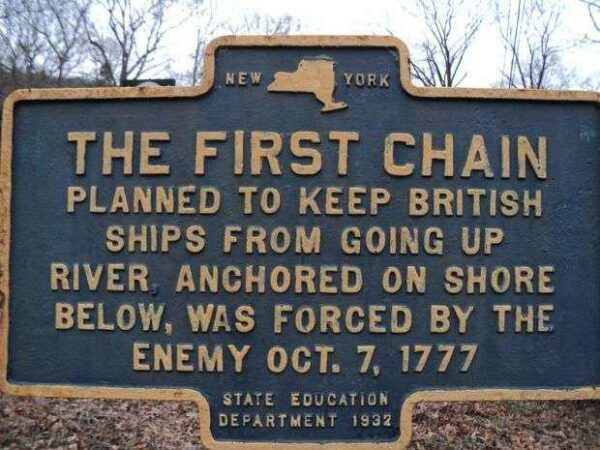 NEW YORK
THE FIRST CHAIN
PLANNED TO KEEP BRITISH
SHIPS FROM GOING UP
RIVER, ANCHORED ON SHORE
BELOW, WAS FORCED BY THE
ENEMY OCT. 7, 1777
STATE EDUCATION
DEPARTMENT 1932